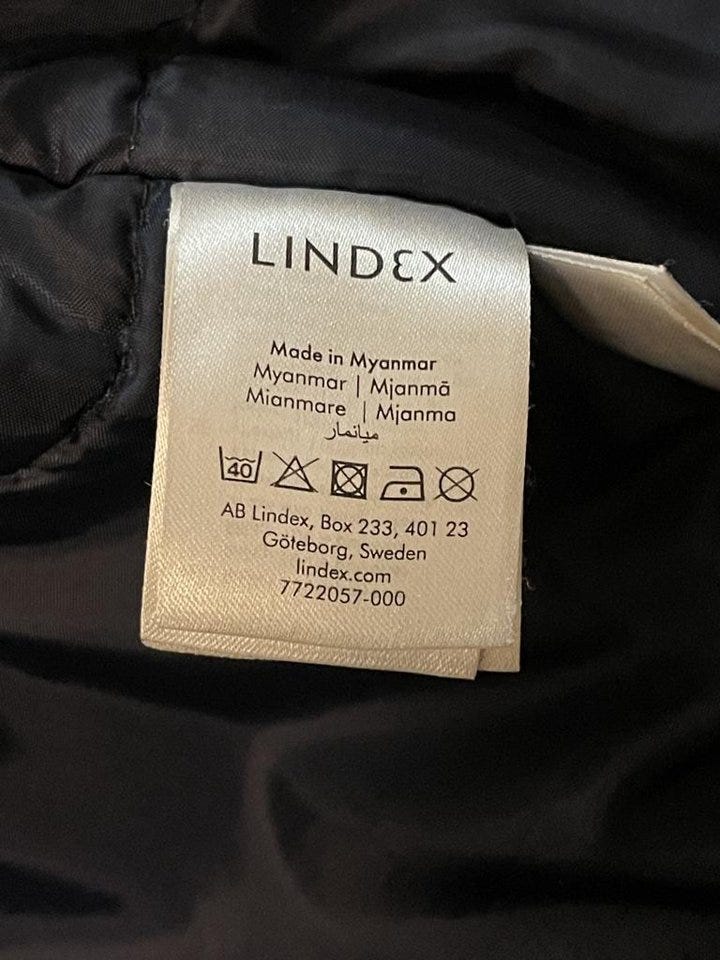 LINDEX
Made in Myanmar
Myanmar | Mjanmā
Mianmare | Mjanma
ميانمار
40
AB Lindex, Box 233, 401 23
Göteborg, Sweden
lindex.com
7722057-000